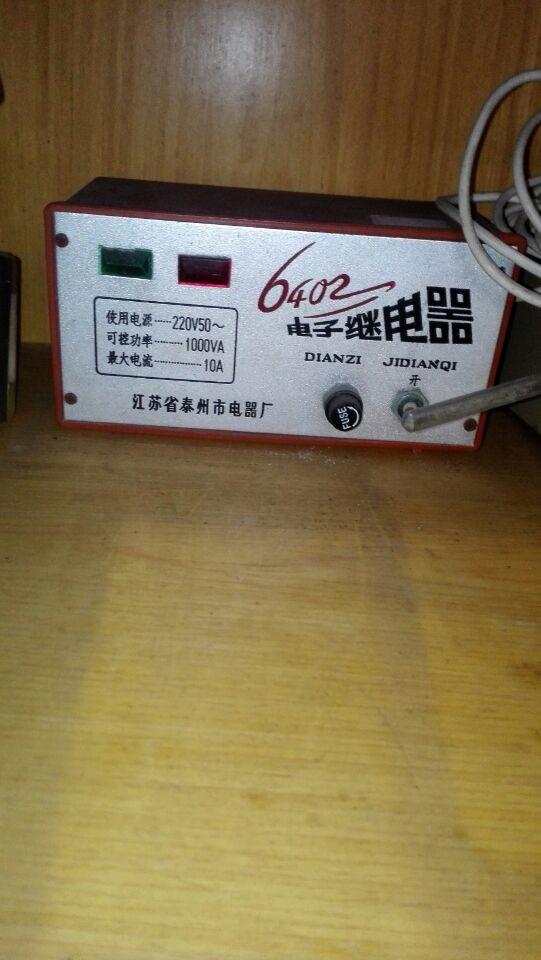 6402
电子继电器
DIANZI JIDIANQI
使用电源……220V50～
可控功率………1000VA
最大电流……………10A
开
FUSE
江苏省泰州市电器厂